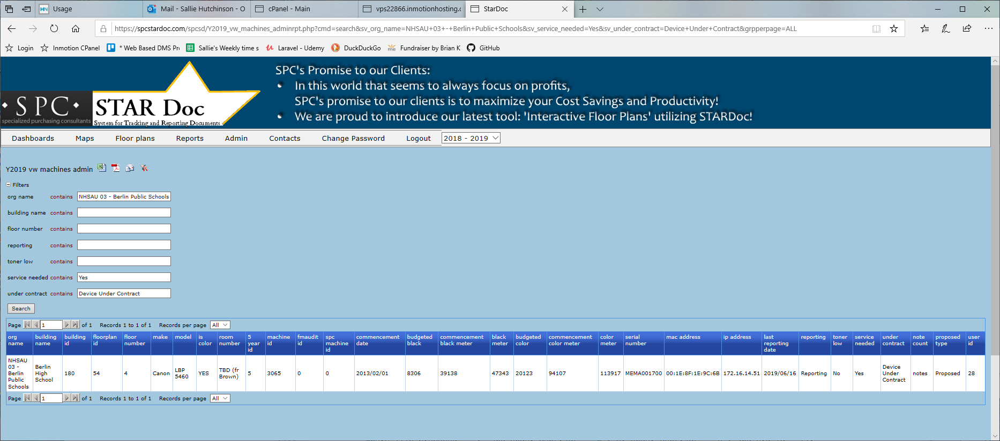 Usage
Mail - Sallie Hutchinson - O
cPanel - Main
vps22866.inmotionhosting.c
StarDoc
https://spcstardoc.com/spcsd/Y2019_vw_machines_adminrpt.php?cmd=search&sv_org_name=NHSAU+03+-+Berlin+Public+Schools&sv_service_needed=Yes&sv_under_contract=Device+Under+Contract&grpperpage=ALL
Login
Inmotion CPanel
* Web Based DMS Pr
Sallie's Weekly time s
Laravel - Udemy
DuckDuckGo
Fundraiser by Brian K
GitHub
SPC
specialized purchasing consultants
STAR Doc
System for Tracking and Reporting Documents
SPC's Promise to our Clients:
• In this world that seems to always focus on profits,
SPC's promise to our clients is to maximize your Cost Savings and Productivity!
• We are proud to introduce our latest tool: 'Interactive Floor Plans' utilizing STARDoc!
Dashboards Maps Floor plans Reports Admin Contacts Change Password Logout 2018 - 2019
Y2019 vw machines admin
Filters
org name contains NHSAU 03 - Berlin Public Schools
building name contains
floor number contains
reporting contains
toner low contains
service needed contains Yes
under contract contains Device Under Contract
Search
Page 1 of 1 Records 1 to 1 of 1 Records per page All
org name
building name
building id
floorplan id
floor number
make
model
is color
room number
5 year id
machine id
fmaudit id
spc machine id
commencement date
budgeted black
commencement black meter
black meter
budgeted color
commencement color meter
color meter
serial number
mac address
ip address
last reporting date
reporting
toner low
service needed
under contract
note count
proposed type
user id
NHSAU 03 - Berlin Public Schools
Berlin High School
180
54
4
Canon
LBP 5460
YES
TBD (fr Brown)
5
3065
0
0
2013/02/01
8306
39138
47343
20123
94107
113917
MEMA001700
00:1E:8F:1E:9C:6B
172.16.14.51
2019/06/16
Reporting
No
Yes
Device Under Contract
notes
Proposed
28
Page 1 of 1 Records 1 to 1 of 1 Records per page All